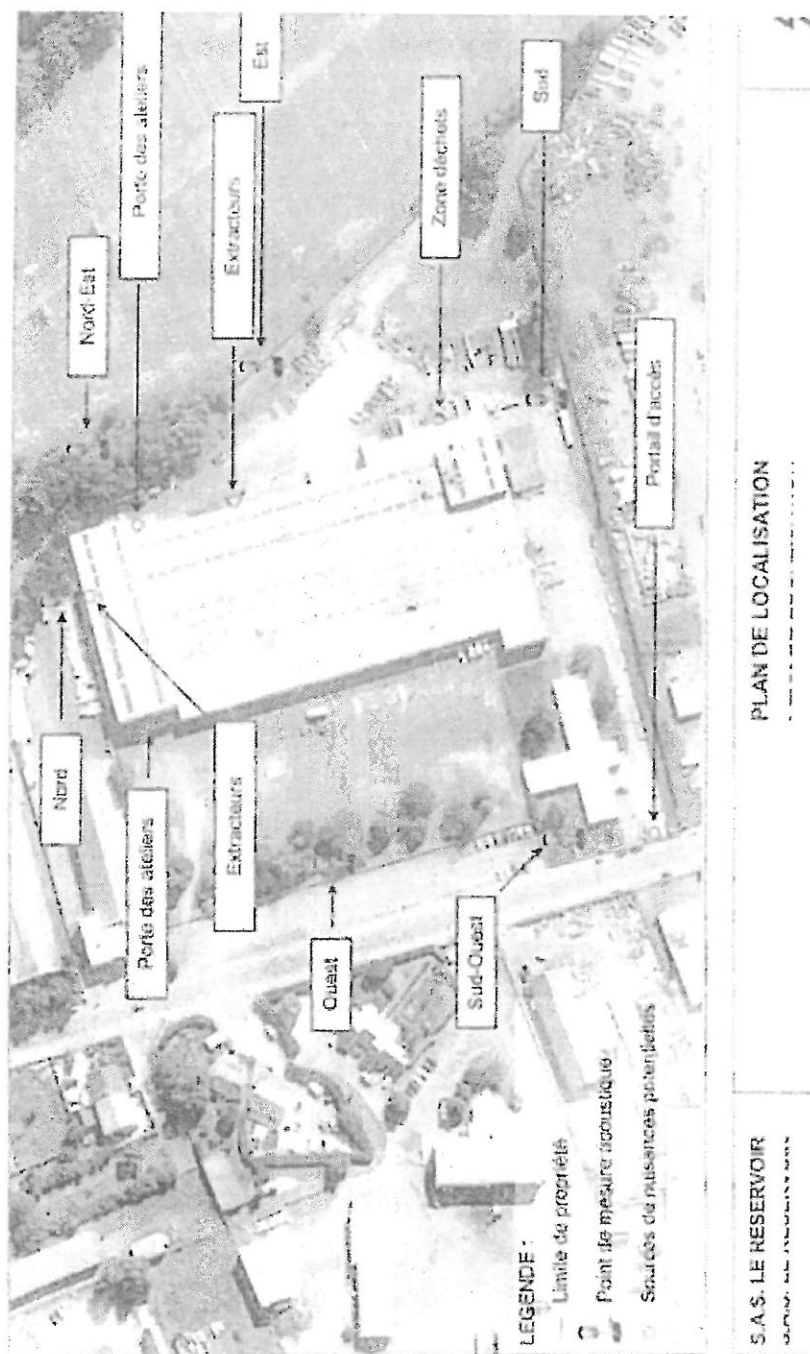 Nord
Nord-Est
Porte des ateliers
Porte des ateliers
Extracteurs
Extracteurs
Est
Ouest
Zone déchets
Sud-Ouest
Sud
Portail d'accès
LEGENDE :
Limite de propriété
Point de mesure acoustique
Sources de nuisances potentielles
S.A.S. LE RESERVOIR
PLAN DE LOCALISATION